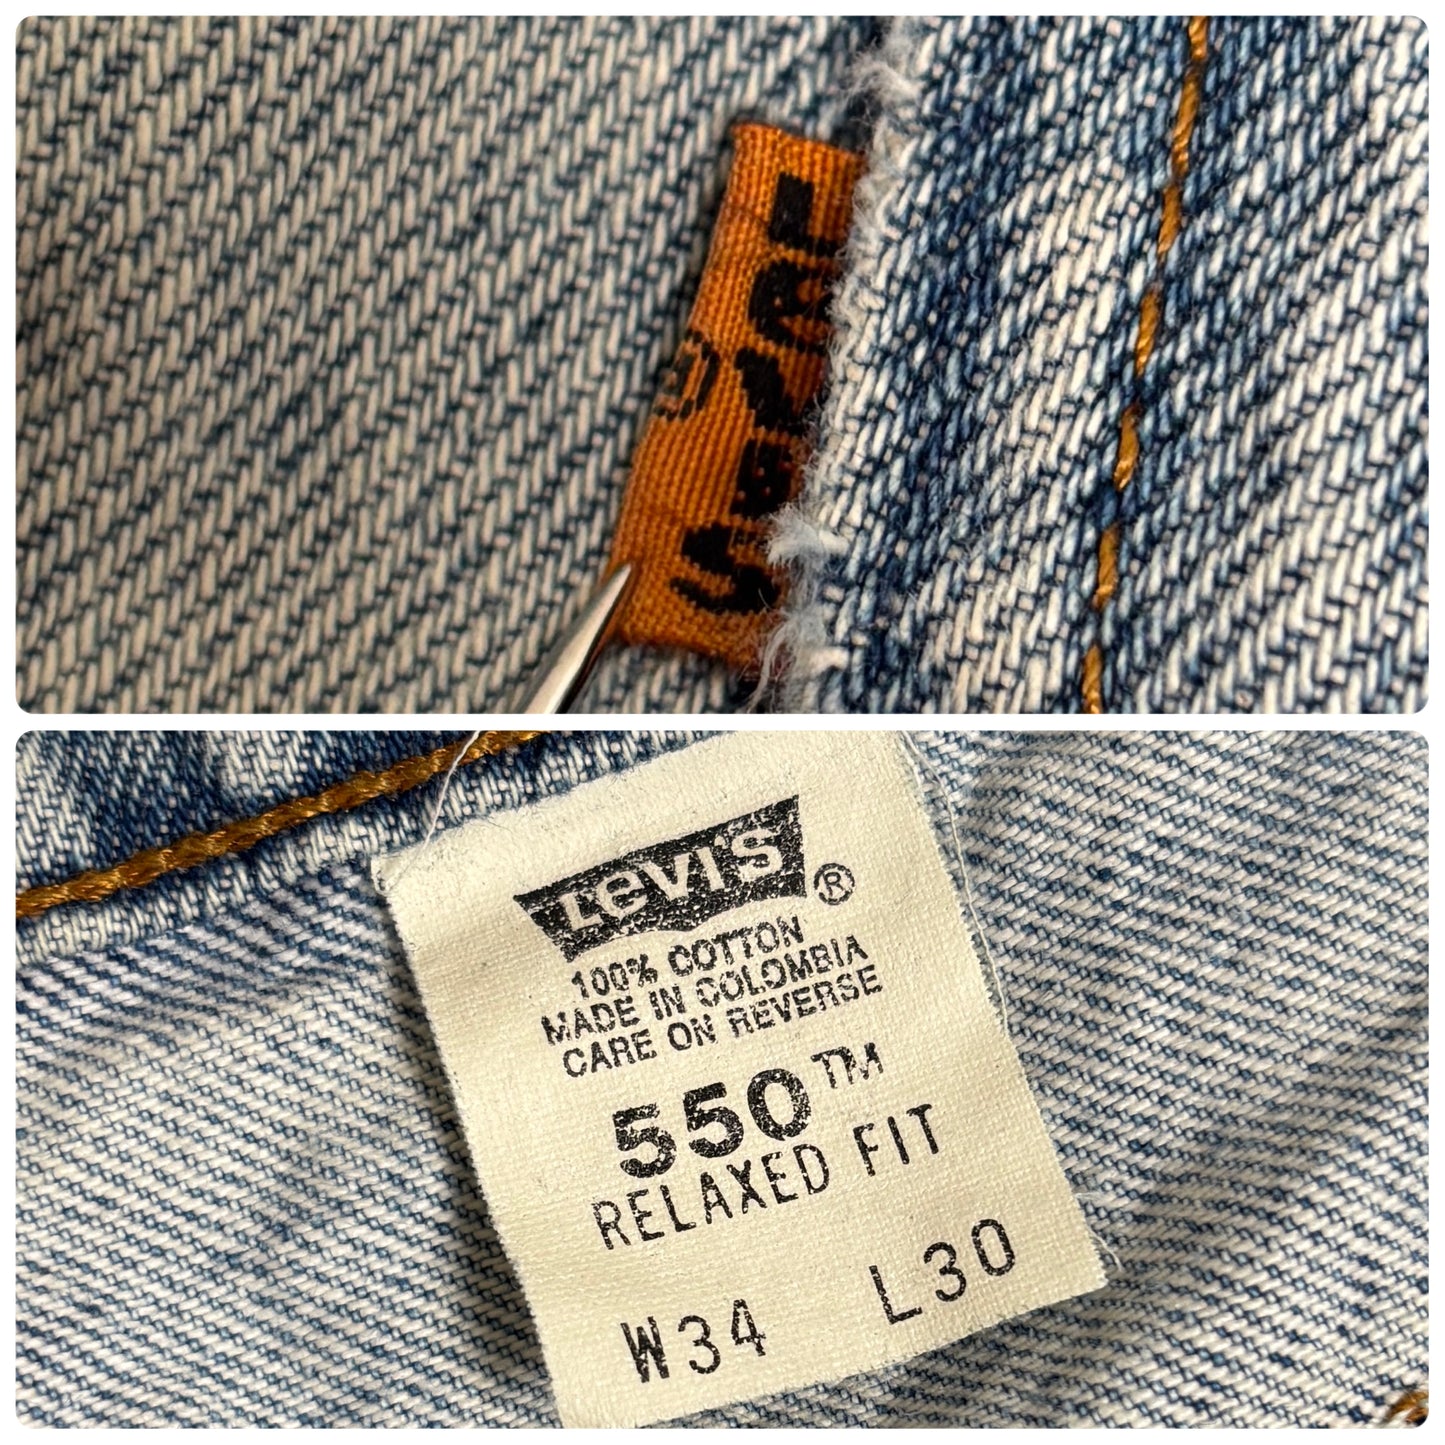 Levi's
®
Levi's ®
100% COTTON
MADE IN COLOMBIA
CARE ON REVERSE
550™
RELAXED FIT
W34 L30